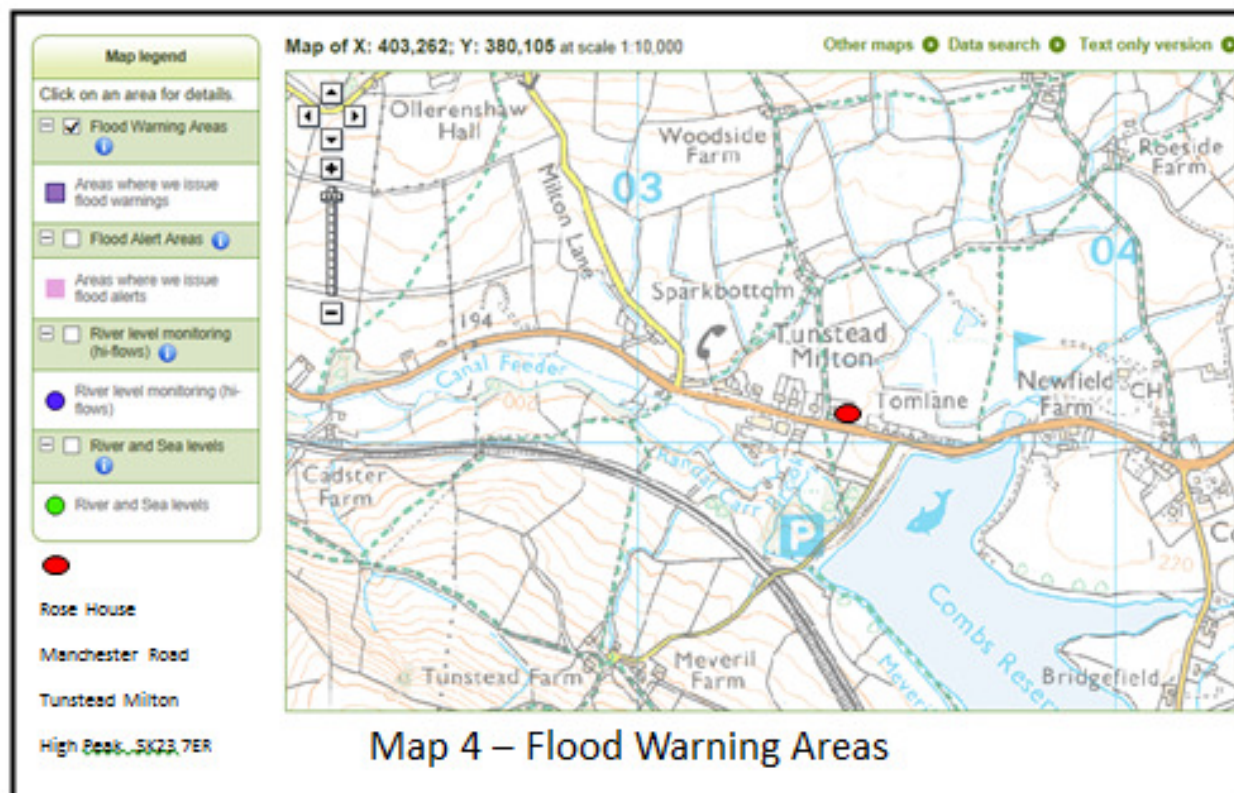 Map legend
Click on an area for details.
Flood Warning Areas
Areas where we issue
flood warnings
Flood Alert Areas
Areas where we issue
flood alerts
River level monitoring
(hi-flows)
River level monitoring (hi-
flows)
River and Sea levels
River and Sea levels
Rose House
Manchester Road
Tunstead Milton
High Peak SK23 7ER
Map of X: 403,262; Y: 380,105 at scale 1:10,000
Other maps
Data search
Text only version
Ollerenshaw
Hall
Woodside
Farm
Roeside
Farm
03
Milton Lane
04
Sparkbottom
194
Tunstead
Milton
Canal Feeder
200
Newfield
Farm
CH
Tomlane
Cadster
Farm
Randal Carr
P
220
Combs Reser
Tunstead Farm
Meveril
Farm
Meveril
Bridgefield
Map 4 – Flood Warning Areas